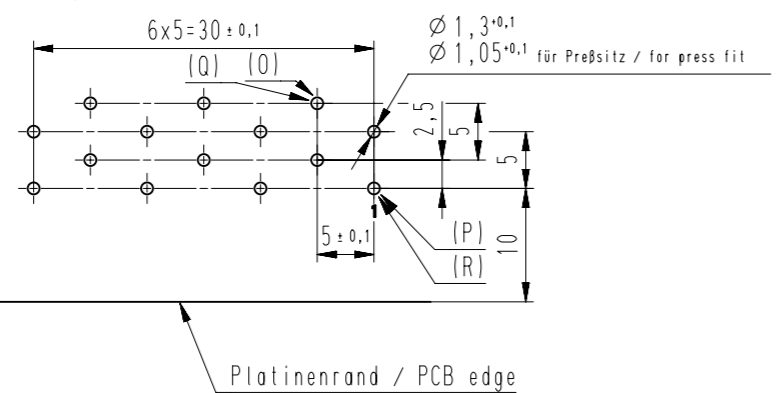 6x5=30 ± 0,1
Ø 1,3+0,1
Ø 1,05+0,1 für Preßsitz / for press fit
(Q) (O)
2,5
5
5
1
5 ± 0,1
(P)
(R)
10
Platinenrand / PCB edge